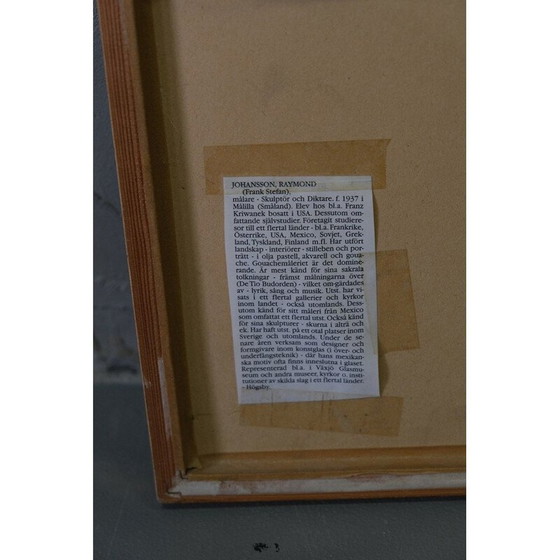 JOHANSSON, RAYMOND
(Frank Stefan),
målare - Skulptör och Diktare. f. 1937 i
Målilla (Småland). Elev hos bl.a. Franz
Kriwanek bosatt i USA. Dessutom om-
fattande självstudier. Företagit studiere-
sor till ett flertal länder - bl.a. Frankrike,
Österrike, USA, Mexico, Sovjet, Grek-
land, Tyskland, Finland m.fl. Har utfört
landskap - interiörer - stilleben och por-
trätt - i olja pastell, akvarell och goua-
che. Gouachemåleriet är det domine-
rande. Är mest känd för sina sakrala
tolkningar - främst målningarna över
(De Tio Budorden) - vilket om-gärdades
av - lyrik, sång och musik. Utst. har vi-
sats i ett flertal gallerier och kyrkor
inom landet - också utomlands. Dess-
utom känd för sitt måleri från Mexico
som omfattat ett flertal utst. Också känd
för sina skulpturer - skurna i alträ och
ek. Har haft utst. på ett otal platser inom
Sverige och utomlands. Under de se-
nare åren verksam som designer och
formgivare inom konstglas (i över- och
underfångsteknik) - där hans mexikan-
ska motiv ofta finns inneslutna i glaset.
Representerad bl.a. i Växjö Glasmu-
seum och andra museer, kyrkor o. insti-
tutioner av skilda slag i ett flertal länder.
- Högsby.